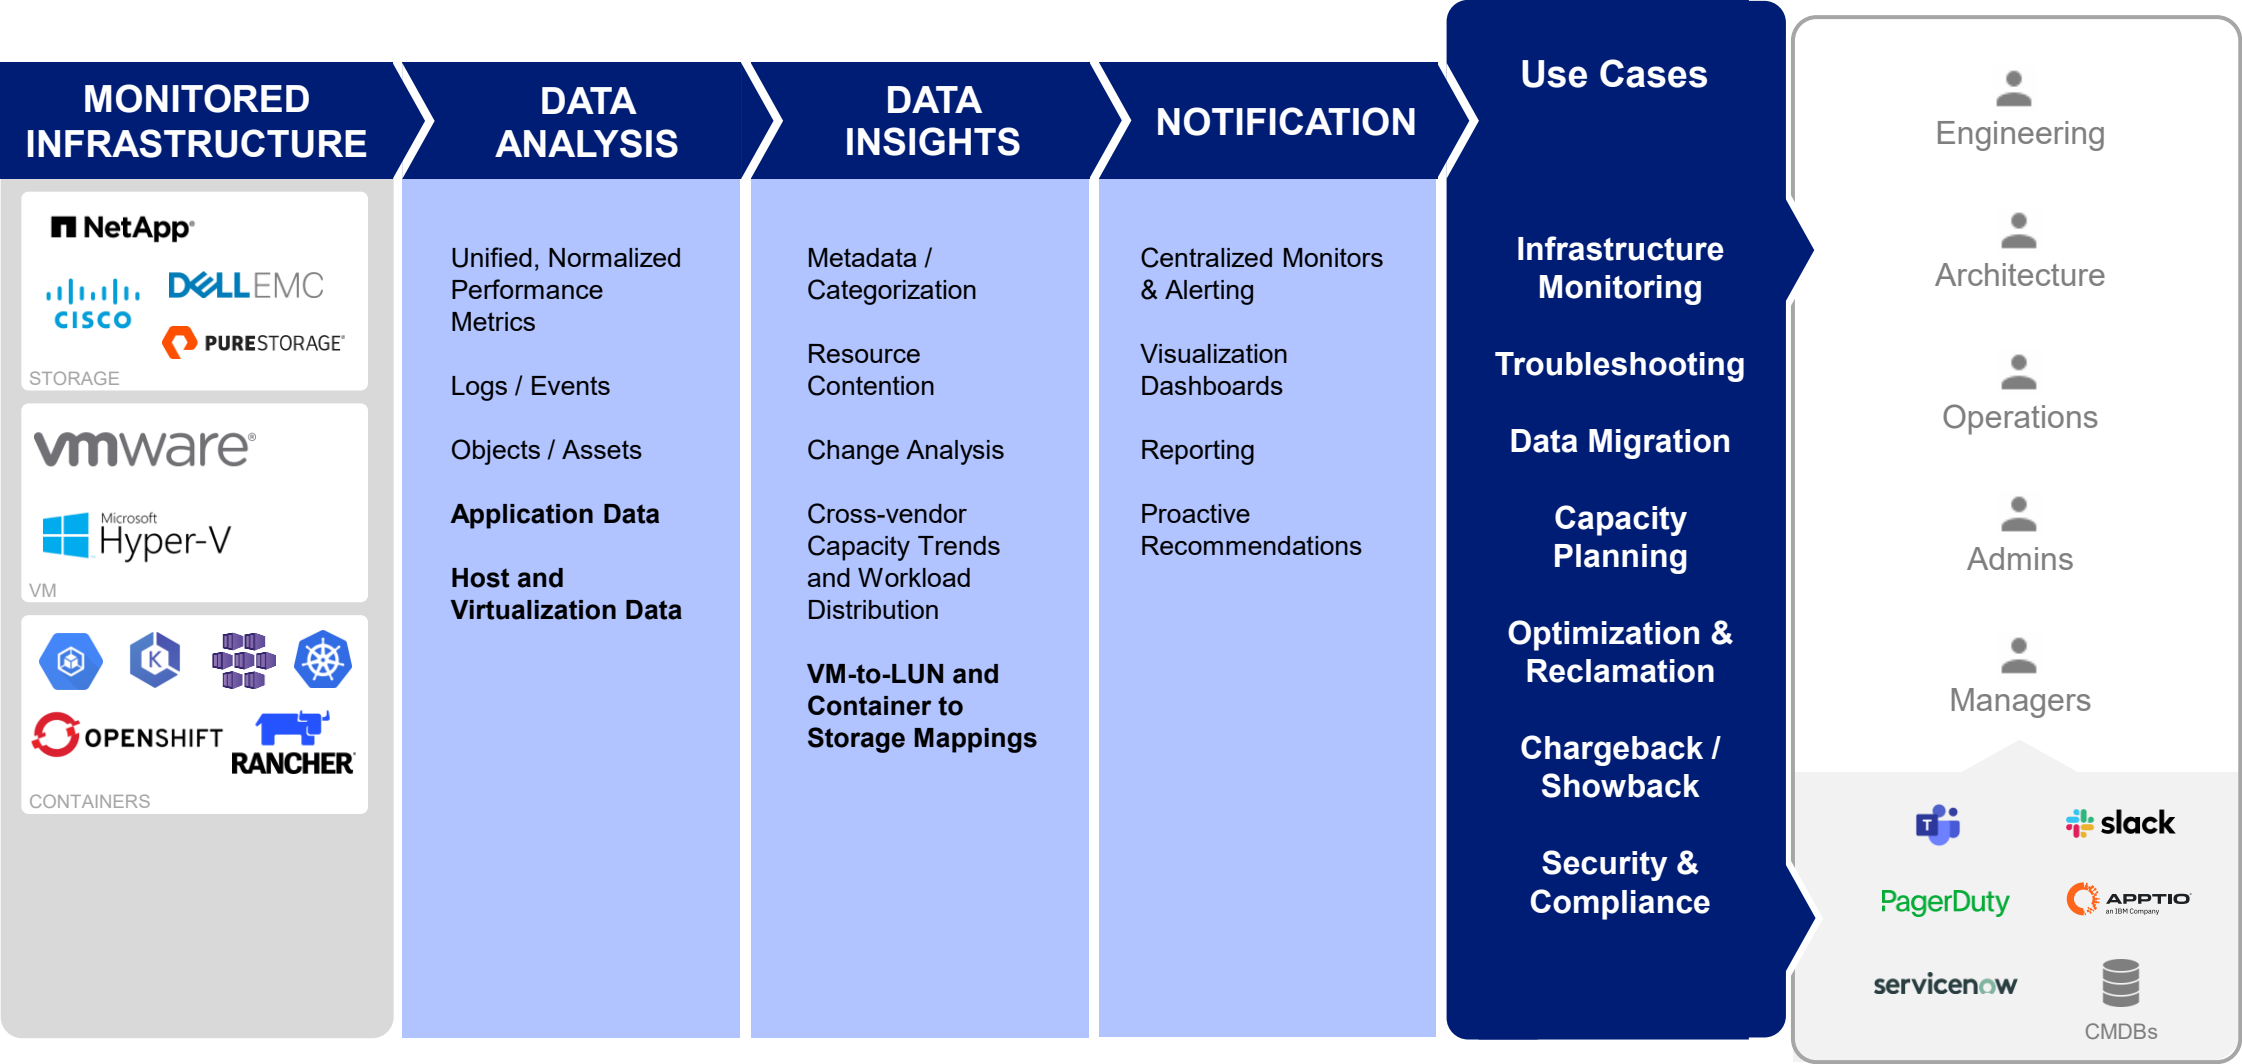 MONITORED
INFRASTRUCTURE
NetApp®
CISCO
DELLEMC
PURESTORAGE®
STORAGE
vmware®
Microsoft
Hyper-V
VM
K
OPENSHIFT
RANCHER®
CONTAINERS
DATA
ANALYSIS
Unified, Normalized
Performance
Metrics
Logs / Events
Objects / Assets
Application Data
Host and
Virtualization Data
DATA
INSIGHTS
Metadata /
Categorization
Resource
Contention
Change Analysis
Cross-vendor
Capacity Trends
and Workload
Distribution
VM-to-LUN and
Container to
Storage Mappings
NOTIFICATION
Centralized Monitors
& Alerting
Visualization
Dashboards
Reporting
Proactive
Recommendations
Use Cases
Infrastructure
Monitoring
Troubleshooting
Data Migration
Capacity
Planning
Optimization &
Reclamation
Chargeback /
Showback
Security &
Compliance
Engineering
Architecture
Operations
Admins
Managers
T
slack
PagerDuty
APPTIO
an IBM Company
servicenow
CMDBs